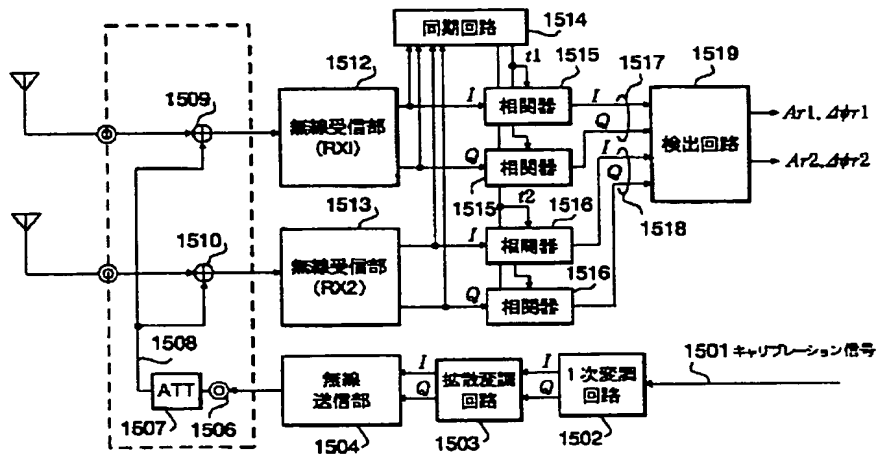 同期回路
1514
t1
1515
1517
1519
1512
1509
無線受信部
(RX1)
I
相関器
I
Q
相関器
Q
検出回路
Ar1, Δφr1
Ar2, Δφr2
1515
t2
1516
I
Q
1518
1513
1510
無線受信部
(RX2)
I
相関器
1516
Q
相関器
1508
ATT
1507
1506
無線
送信部
1504
I
Q
拡散変調
回路
1503
I
Q
1次変調
回路
1502
1501 キャリブレーション信号